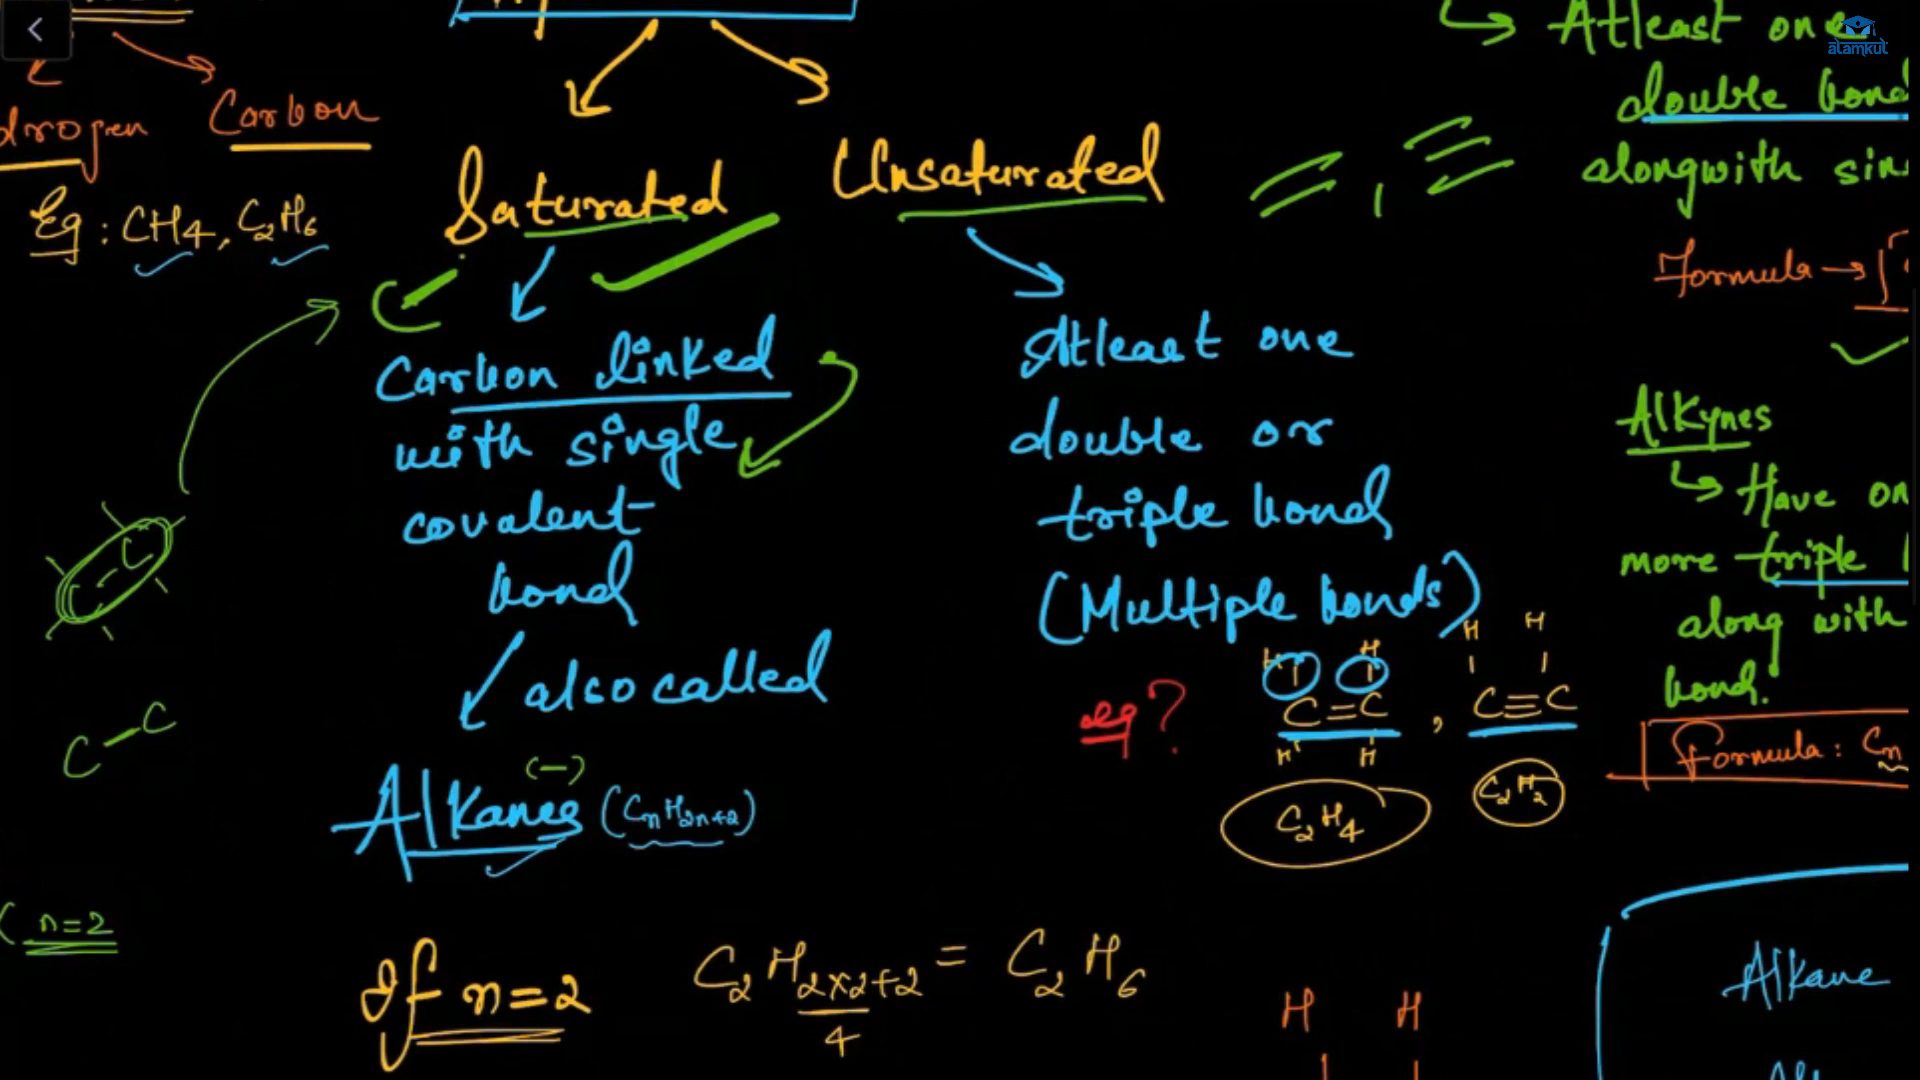 Carbon
Eg : CH4, C2H6
Saturated
Carbon linked
with single
covalent
bond
also called
Alkanes (CnH2n+2)
(-)
C
C-C
n=2
If n=2 C2H2x2+2 = C2H6
4
Unsaturated
Atleast one
double or
triple bond
(Multiple bonds)
eg?
H H
C=C
H H
,
H H
C≡C
C2H4
C2H2
H H
alamkut
Atleast one
double
alongwith
Formula →
Alkynes
Have
more triple
along with
bond.
Formula: Cn
Alkane